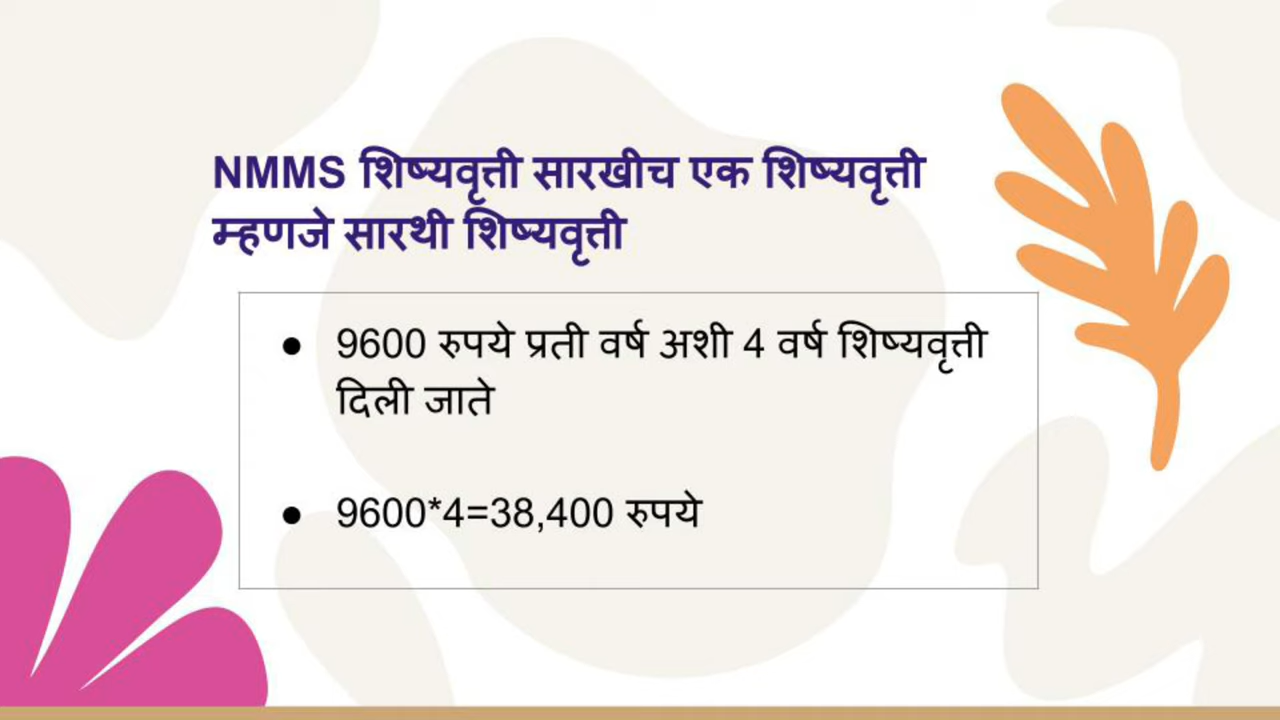 NMMS शिष्यवृत्ती सारखीच एक शिष्यवृत्ती
म्हणजे सारथी शिष्यवृत्ती
● 9600 रुपये प्रती वर्ष अशी 4 वर्ष शिष्यवृत्ती
दिली जाते
● 9600*4=38,400 रुपये